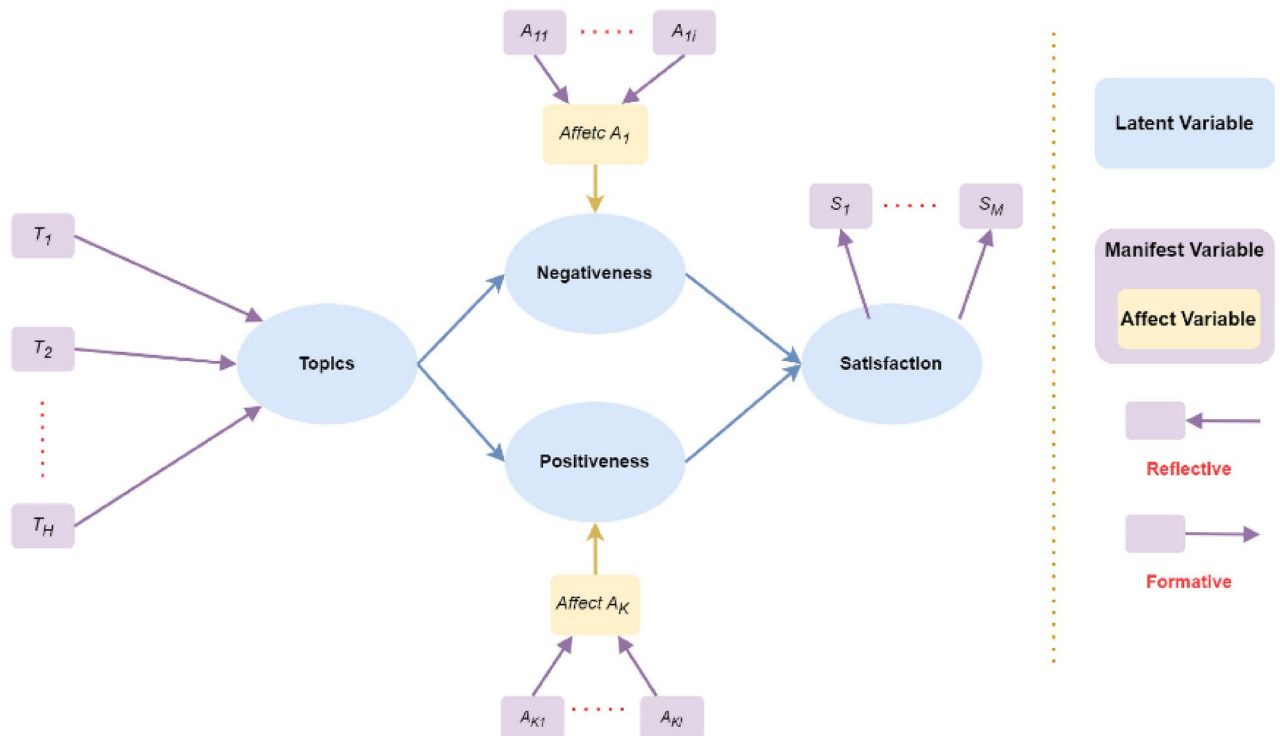 A11 ..... A1i
Affetc A1
Latent Variable
S1 ..... SM
T1
Negativeness
Manifest Variable
Affect Variable
T2
Topics
Satisfaction
Positiveness
Reflective
TH
Formative
Affect AK
AK1 ..... AKI